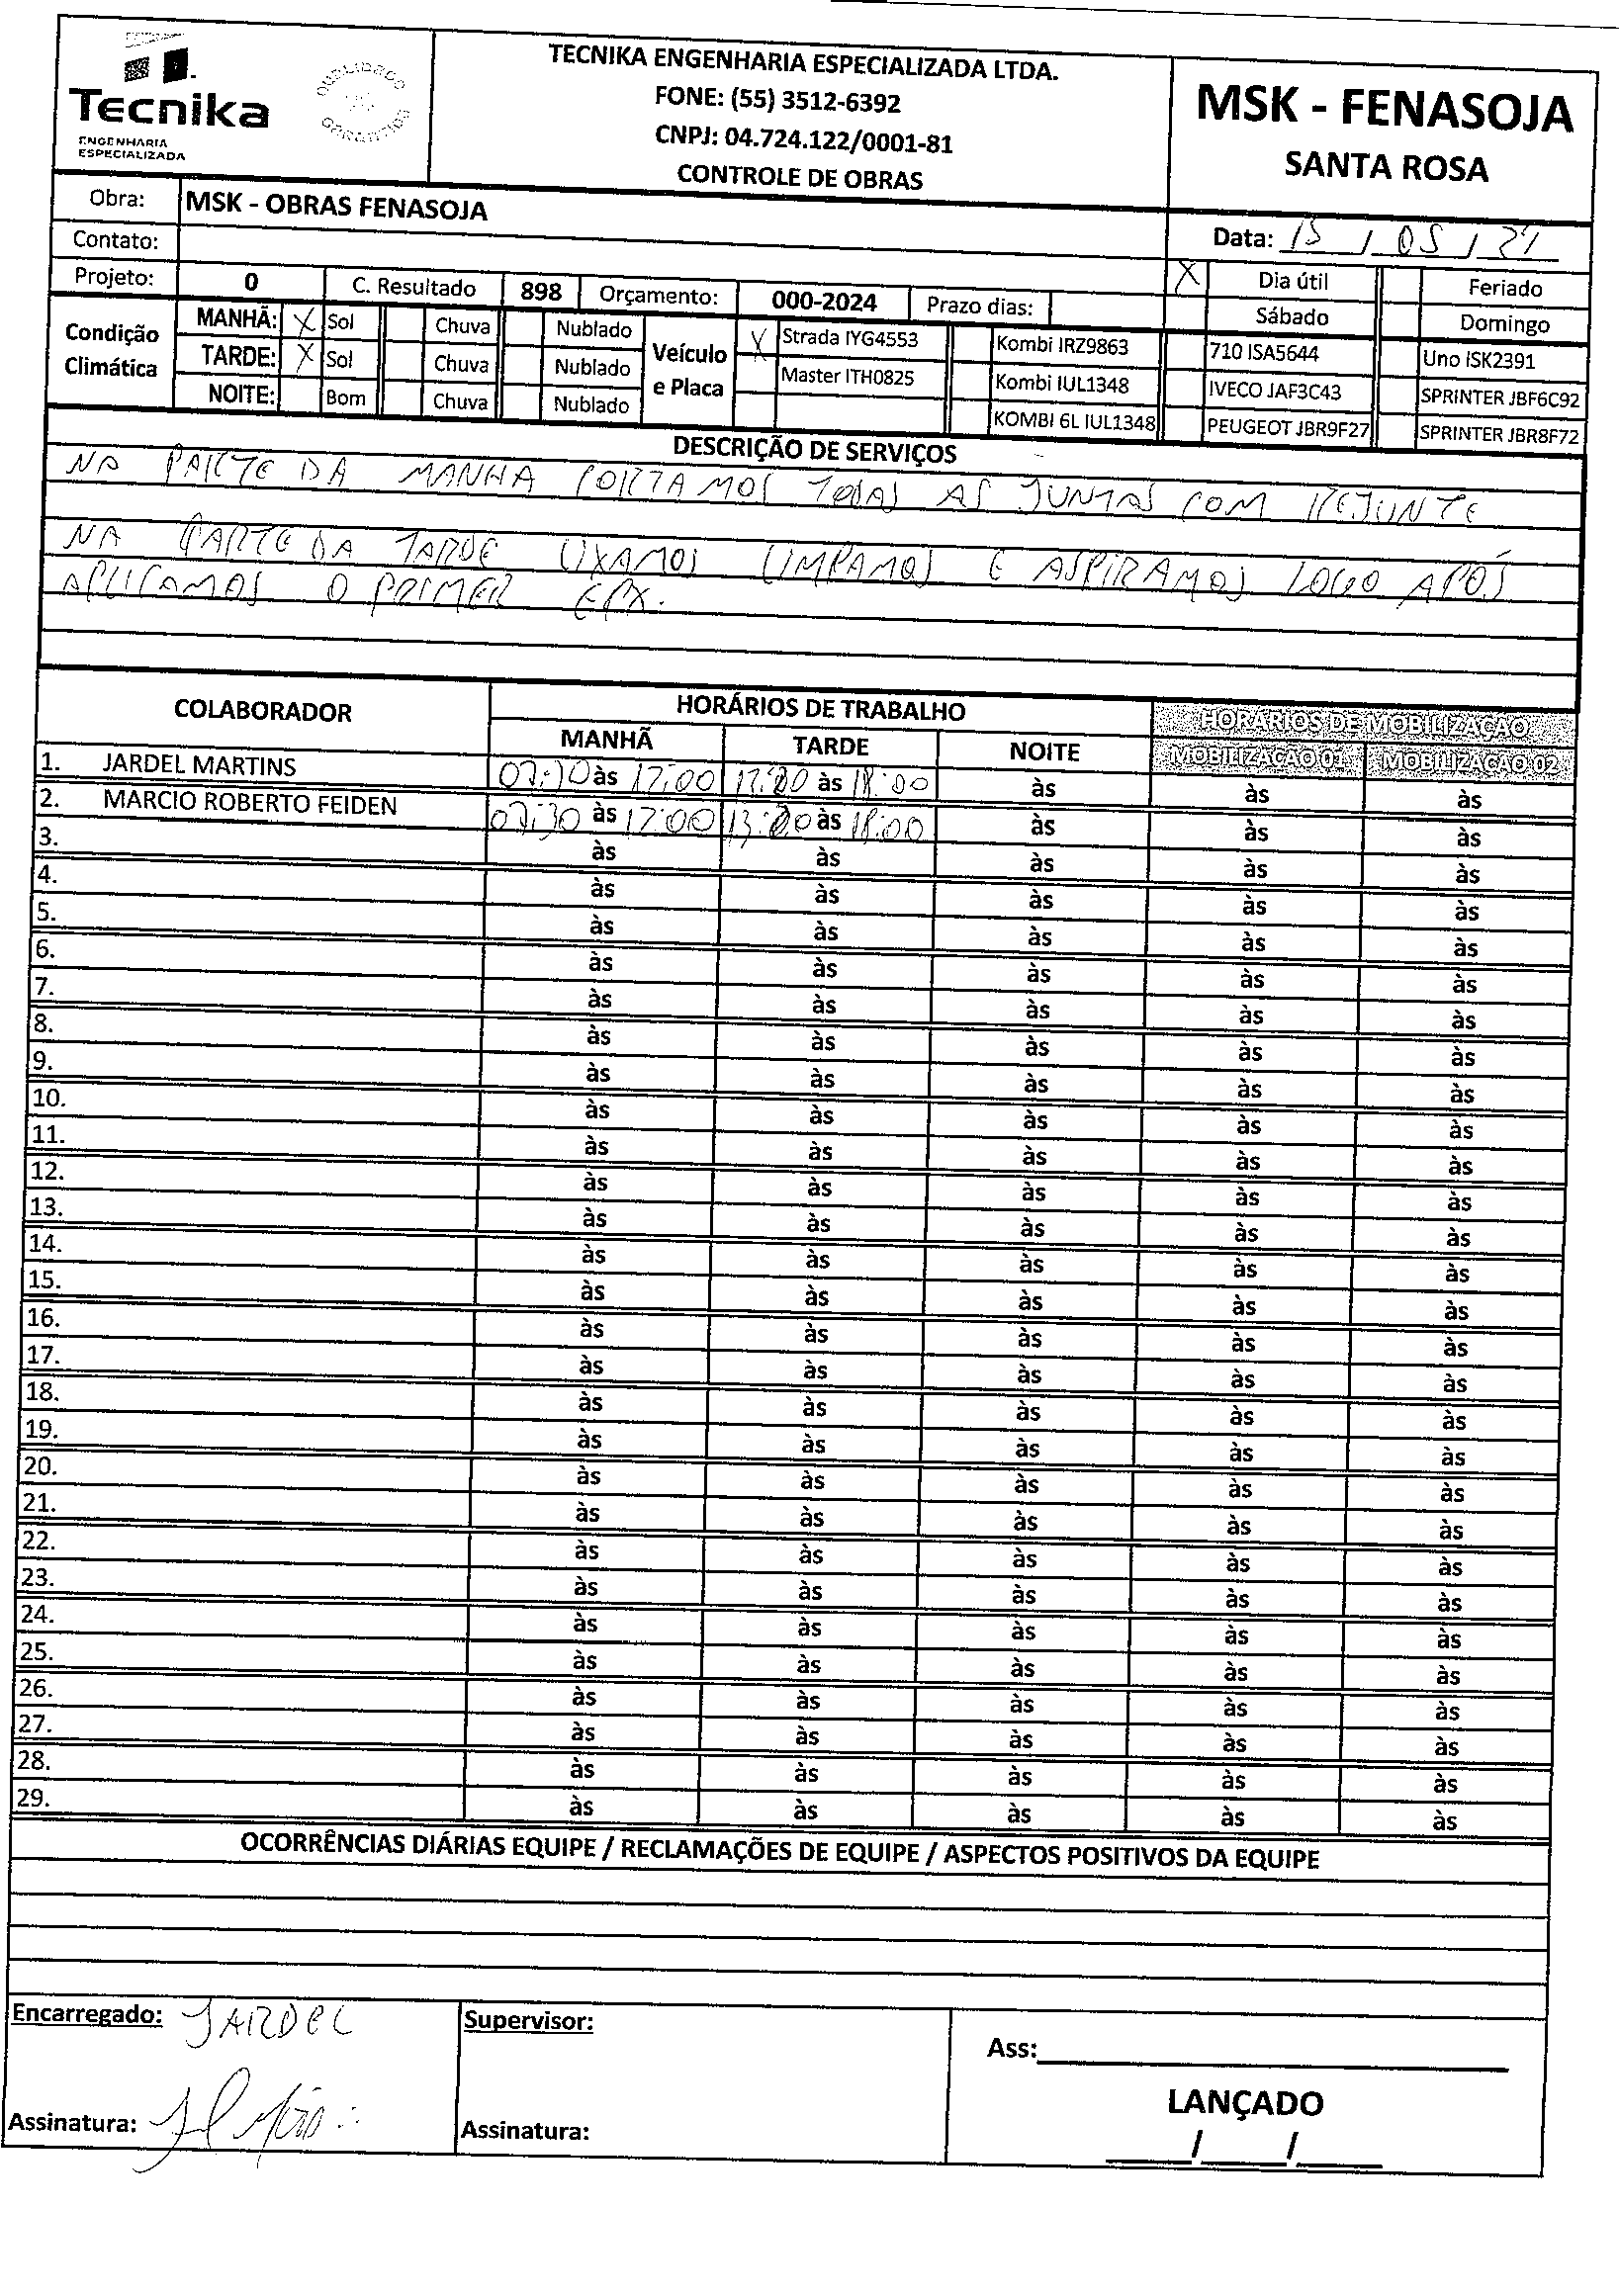 Tecnika
ENGENHARIA
ESPECIALIZADA
QUALIDADE
GARANTIDA
TECNIKA ENGENHARIA ESPECIALIZADA LTDA.
FONE: (55) 3512-6392
CNPJ: 04.724.122/0001-81
CONTROLE DE OBRAS
MSK - FENASOJA
SANTA ROSA
Obra: MSK - OBRAS FENASOJA
Contato:
Data: 15 / 05 / 24
Projeto: 0 C. Resultado 898 Orçamento: 000-2024 Prazo dias:
X Dia útil Feriado
Sábado Domingo
Condição Climática
MANHÃ: X Sol Chuva Nublado
TARDE: X Sol Chuva Nublado
NOITE: Bom Chuva Nublado
Veículo e Placa
X Strada IYG4553 Kombi IRZ9863 710 ISA5644 Uno ISK2391
Master ITH0825 Kombi IUL1348 IVECO JAF3C43 SPRINTER JBF6C92
KOMBI 6L IUL1348 PEUGEOT JBR9F27 SPRINTER JBR8F72
DESCRIÇÃO DE SERVIÇOS
NA PARTE DA MANHA CORTAMOS TODAS AS JUNTAS COM REJUNTE
NA PARTE DA TARDE LIXAMOS LIMPAMOS E ASPIRAMOS LOGO APÓS
APLICAMOS O PRIMER EPX.
COLABORADOR HORÁRIOS DE TRABALHO HORÁRIOS DE MOBILIZAÇÃO
MANHÃ TARDE NOITE MOBILIZAÇÃO 01 MOBILIZAÇÃO 02
1. JARDEL MARTINS 07:30 às 12:00 às 18:00 às às às
2. MARCIO ROBERTO FEIDEN 07:30 às 12:00 às 18:00 às às às
3. às às às às às
4. às às às às às
5. às às às às às
6. às às às às às
7. às às às às às
8. às às às às às
9. às às às às às
10. às às às às às
11. às às às às às
12. às às às às às
13. às às às às às
14. às às às às às
15. às às às às às
16. às às às às às
17. às às às às às
18. às às às às às
19. às às às às às
20. às às às às às
21. às às às às às
22. às às às às às
23. às às às às às
24. às às às às às
25. às às às às às
26. às às às às às
27. às às às às às
28. às às às às às
29. às às às às às
OCORRÊNCIAS DIÁRIAS EQUIPE / RECLAMAÇÕES DE EQUIPE / ASPECTOS POSITIVOS DA EQUIPE
Encarregado: JARDEL
Supervisor:
Ass:
LANÇADO
Assinatura:
Assinatura:
/ /